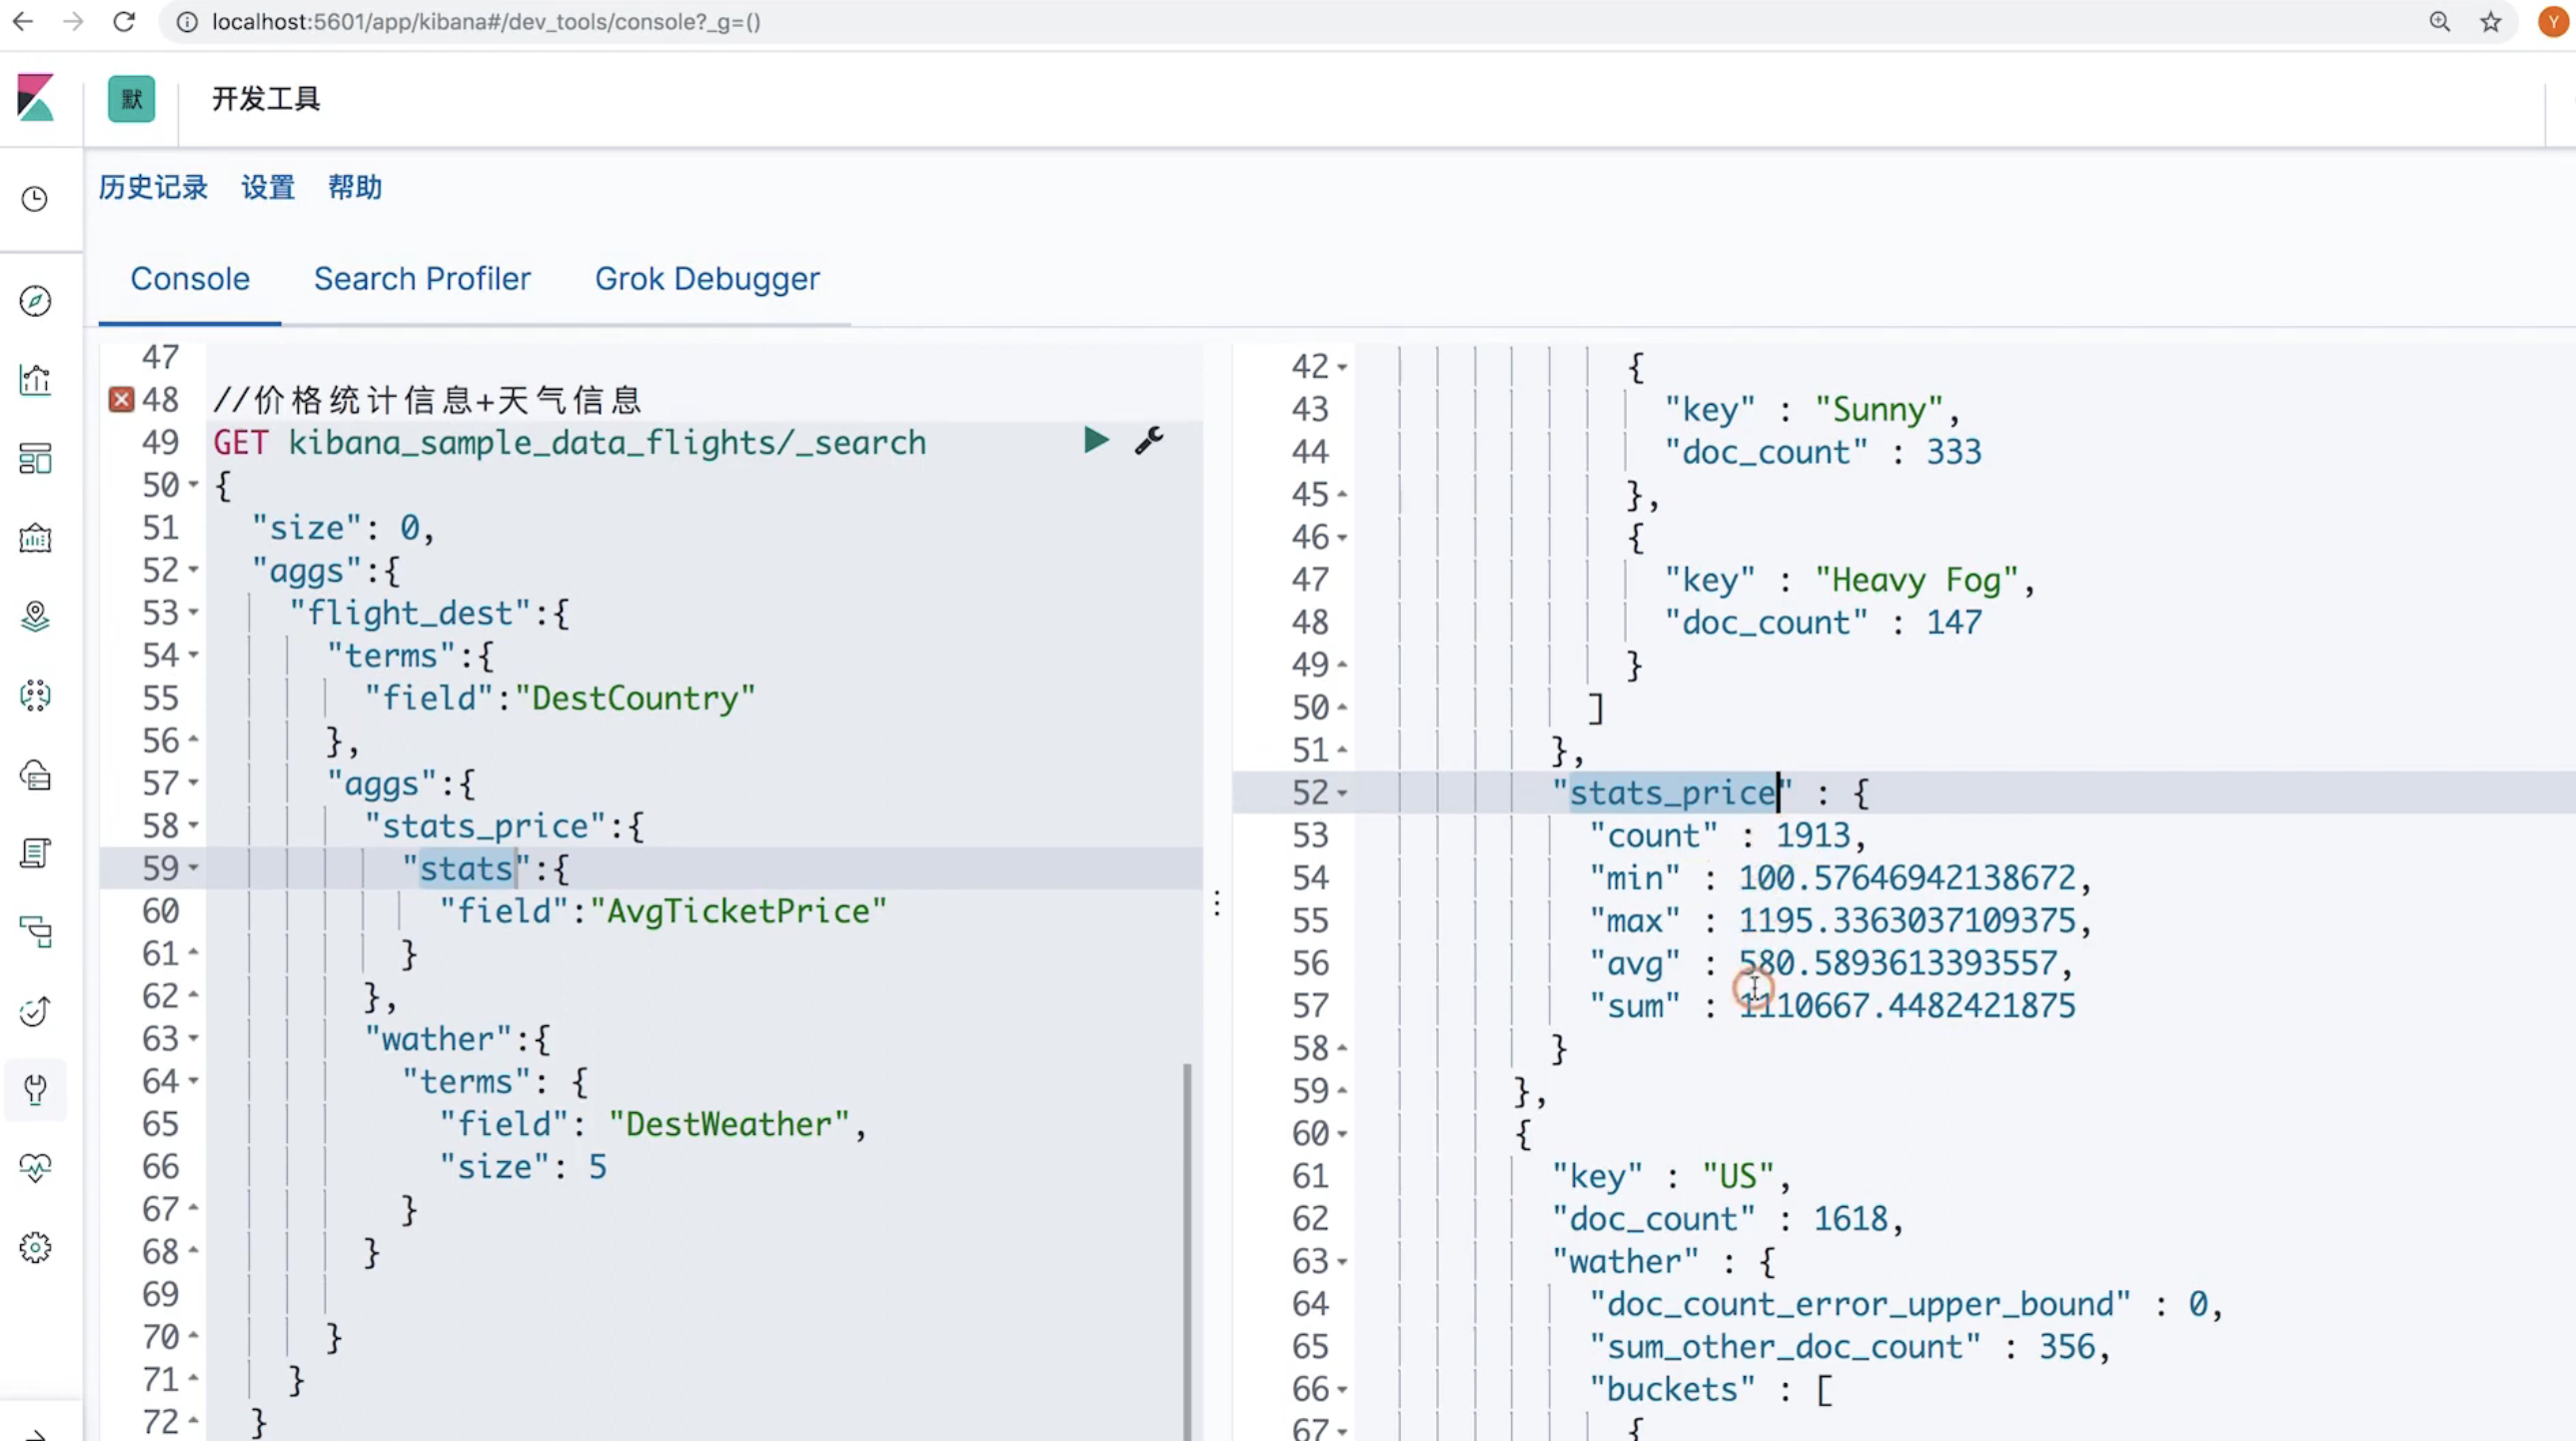 localhost:5601/app/kibana#/dev_tools/console?_g=()
Y
默
开发工具
历史记录 设置 帮助
Console Search Profiler Grok Debugger
47
48 //价格统计信息+天气信息
49 GET kibana_sample_data_flights/_search
50 {
51 "size": 0,
52 "aggs":{
53 "flight_dest":{
54 "terms":{
55 "field":"DestCountry"
56 },
57 "aggs":{
58 "stats_price":{
59 "stats":{
60 "field":"AvgTicketPrice"
61 }
62 },
63 "wather":{
64 "terms": {
65 "field": "DestWeather",
66 "size": 5
67 }
68 }
69
70 }
71 }
72 }
42 {
43 "key" : "Sunny",
44 "doc_count" : 333
45 },
46 {
47 "key" : "Heavy Fog",
48 "doc_count" : 147
49 }
50 ]
51 },
52 "stats_price" : {
53 "count" : 1913,
54 "min" : 100.57646942138672,
55 "max" : 1195.3363037109375,
56 "avg" : 580.5893613393557,
57 "sum" : 1110667.4482421875
58 }
59 },
60 {
61 "key" : "US",
62 "doc_count" : 1618,
63 "wather" : {
64 "doc_count_error_upper_bound" : 0,
65 "sum_other_doc_count" : 356,
66 "buckets" : [
67 {